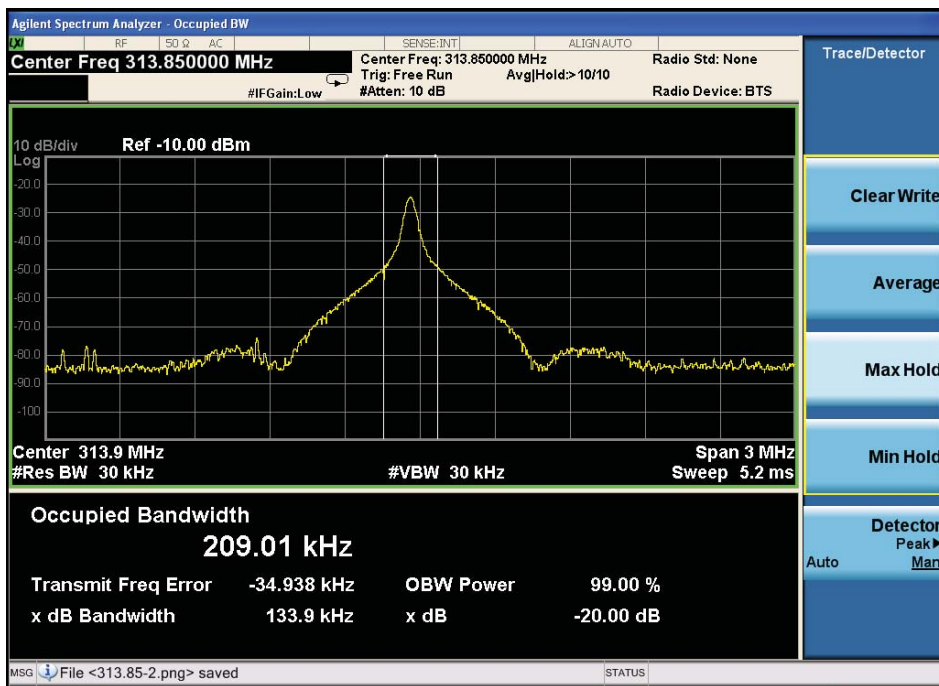 Agilent Spectrum Analyzer - Occupied BW
LXI RF 50 Ω AC SENSE:INT ALIGN AUTO
Center Freq 313.850000 MHz
Center Freq: 313.850000 MHz
Radio Std: None
Trig: Free Run Avg|Hold:>10/10
#IFGain:Low
#Atten: 10 dB
Radio Device: BTS
10 dB/div Ref -10.00 dBm
Log
-20.0
-30.0
-40.0
-50.0
-60.0
-70.0
-80.0
-90.0
-100
Center 313.9 MHz
Span 3 MHz
#Res BW 30 kHz
#VBW 30 kHz
Sweep 5.2 ms
Occupied Bandwidth
209.01 kHz
Transmit Freq Error -34.938 kHz OBW Power 99.00 %
x dB Bandwidth 133.9 kHz x dB -20.00 dB
Trace/Detector
Clear Write
Average
Max Hold
Min Hold
Detector
Peak▶
Auto Man
MSG File <313.85-2.png> saved STATUS